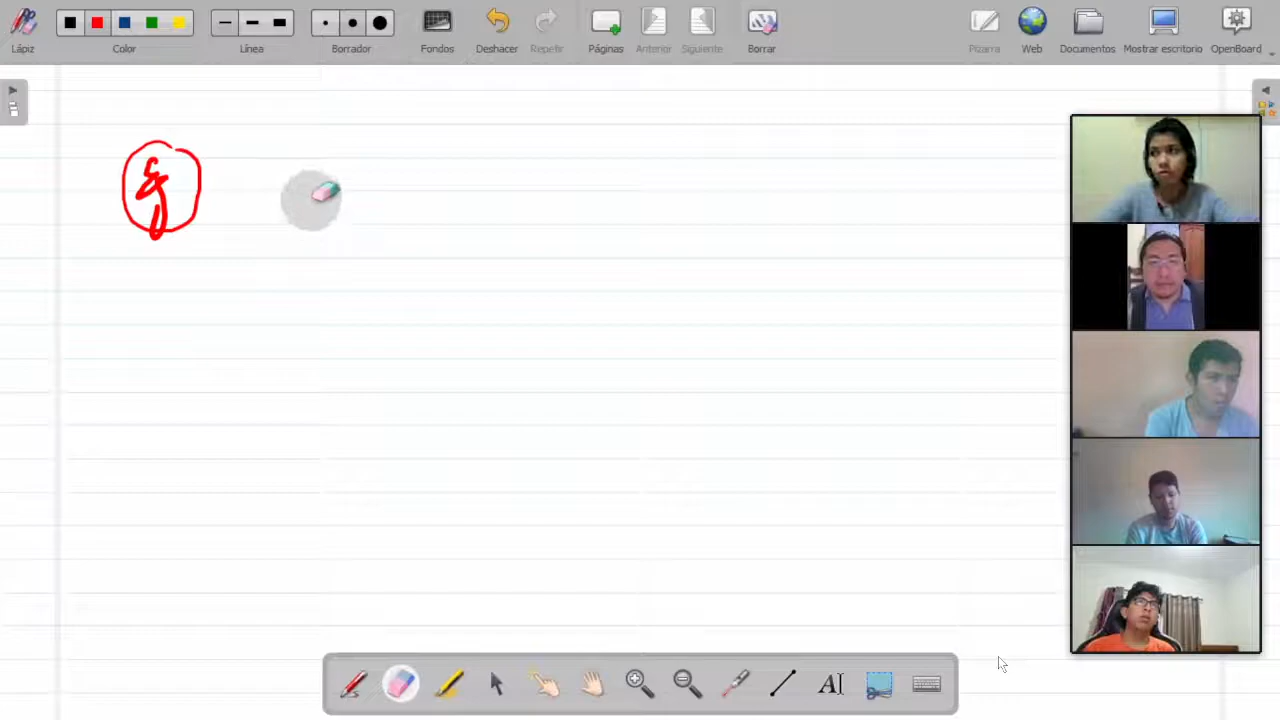 Lápiz Color Línea Borrador Fondos Deshacer Repetir Páginas Anterior Siguiente Borrar Pizarra Web Documentos Mostrar escritorio OpenBoard